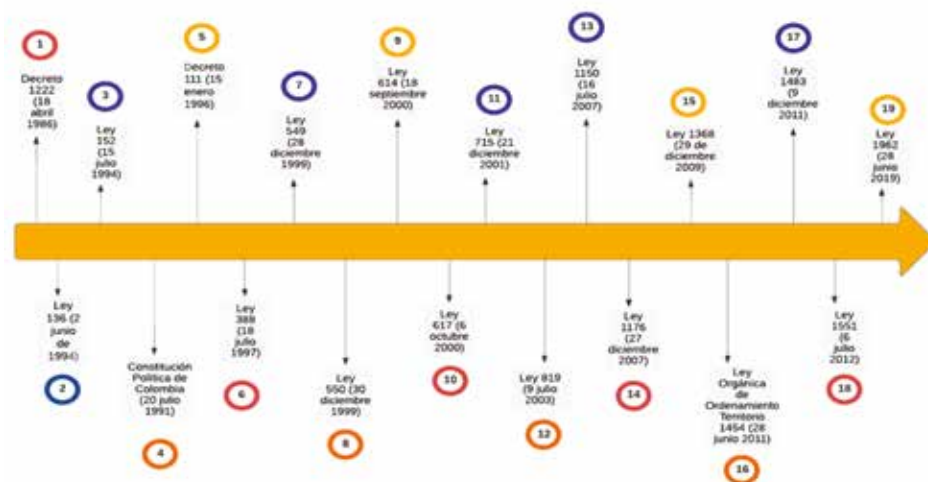 1
Decreto
1222 (18
abril
1986)
3
Ley
152
(15
julio
1994)
5
Decreto
111 (15
enero
1996)
7
Ley
549
(28
diciembre
1999)
9
Ley
614 (18
septiembre
2000)
11
Ley
715 (21
diciembre
2001)
13
Ley
1150
(16
julio
2007)
15
Ley 1368
(29 de
diciembre
2009)
17
Ley
1483
(9
diciembre
2011)
19
Ley
1962
(28
junio
2019)
Ley
136 (2
junio
de
1994)
2
Constitución
Política de
Colombia
(20 julio
1991)
4
Ley
388
(18
julio
1997)
6
Ley
550 (30
diciembre
1999)
8
Ley
617 (6
octubre
2000)
10
Ley 819
(9 julio
2003)
12
Ley
1176
(27
diciembre
2007)
14
Ley
Orgánica
de
Ordenamiento
Territorio
1454 (28
junio 2011)
16
Ley
1551
(6
julio
2012)
18